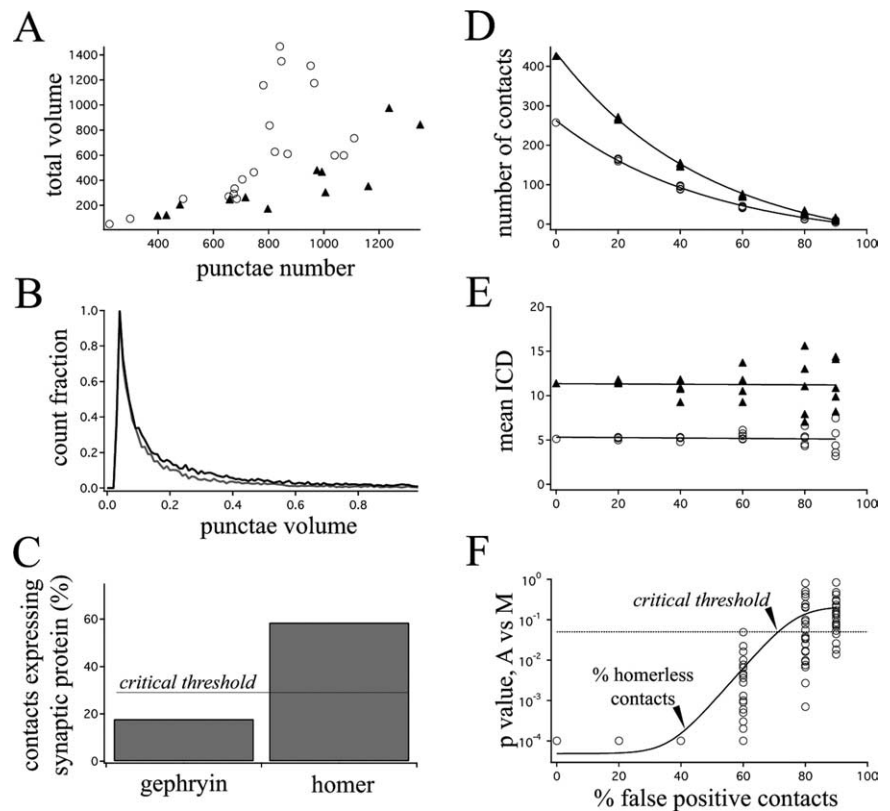 A
total volume
1400
1200
1000
800
600
400
200
400 600 800 1000 1200
punctae number
B
count fraction
1.0
0.8
0.6
0.4
0.2
0.0
0.0 0.2 0.4 0.6 0.8
punctae volume
C
contacts expressing
synaptic protein (%)
60
40
20
0
critical threshold
gephryin homer
D
number of contacts
400
300
200
100
0
0 20 40 60 80 100
E
mean ICD
20
15
10
5
0
0 20 40 60 80 100
F
p value, A vs M
10⁰
10⁻¹
10⁻²
10⁻³
10⁻⁴
critical threshold
% homerless
contacts
0 20 40 60 80 100
% false positive contacts